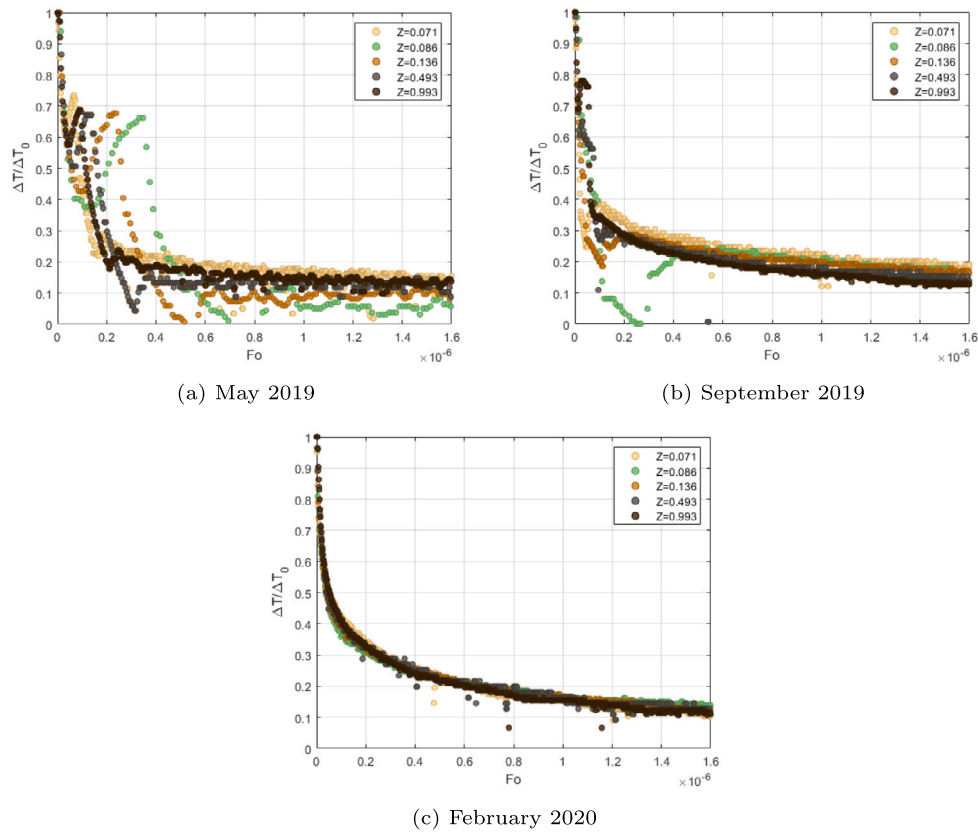 1
0.9
0.8
0.7
0.6
0.5
0.4
0.3
0.2
0.1
0
ΔT/ΔT₀
Z=0.071
Z=0.086
Z=0.136
Z=0.493
Z=0.993
0 0.2 0.4 0.6 0.8 1 1.2 1.4 1.6
Fo
×10⁻⁶
(a) May 2019
1
0.9
0.8
0.7
0.6
0.5
0.4
0.3
0.2
0.1
0
ΔT/ΔT₀
Z=0.071
Z=0.086
Z=0.136
Z=0.493
Z=0.993
0 0.2 0.4 0.6 0.8 1 1.2 1.4 1.6
Fo
×10⁻⁶
(b) September 2019
1
0.9
0.8
0.7
0.6
0.5
0.4
0.3
0.2
0.1
0
ΔT/ΔT₀
Z=0.071
Z=0.086
Z=0.136
Z=0.493
Z=0.993
0 0.2 0.4 0.6 0.8 1 1.2 1.4 1.6
Fo
×10⁻⁶
(c) February 2020